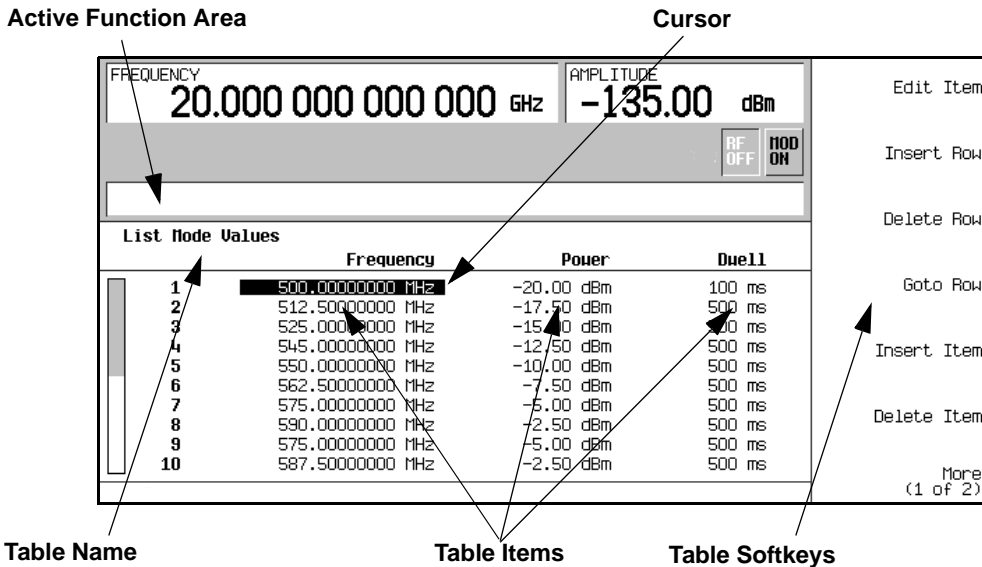 Active Function Area
Cursor
FREQUENCY
20.000 000 000 000 GHz
AMPLITUDE
-135.00 dBm
RF OFF
MOD ON
Edit Item
Insert Row
Delete Row
Goto Row
Insert Item
Delete Item
More
(1 of 2)
List Mode Values
Frequency Power Dwell
1 500.00000000 MHz -20.00 dBm 100 ms
2 512.50000000 MHz -17.50 dBm 500 ms
3 525.00000000 MHz -15.00 dBm 500 ms
4 545.00000000 MHz -12.50 dBm 500 ms
5 550.00000000 MHz -10.00 dBm 500 ms
6 562.50000000 MHz -7.50 dBm 500 ms
7 575.00000000 MHz -5.00 dBm 500 ms
8 590.00000000 MHz -2.50 dBm 500 ms
9 575.00000000 MHz -5.00 dBm 500 ms
10 587.50000000 MHz -2.50 dBm 500 ms
Table Name
Table Items
Table Softkeys